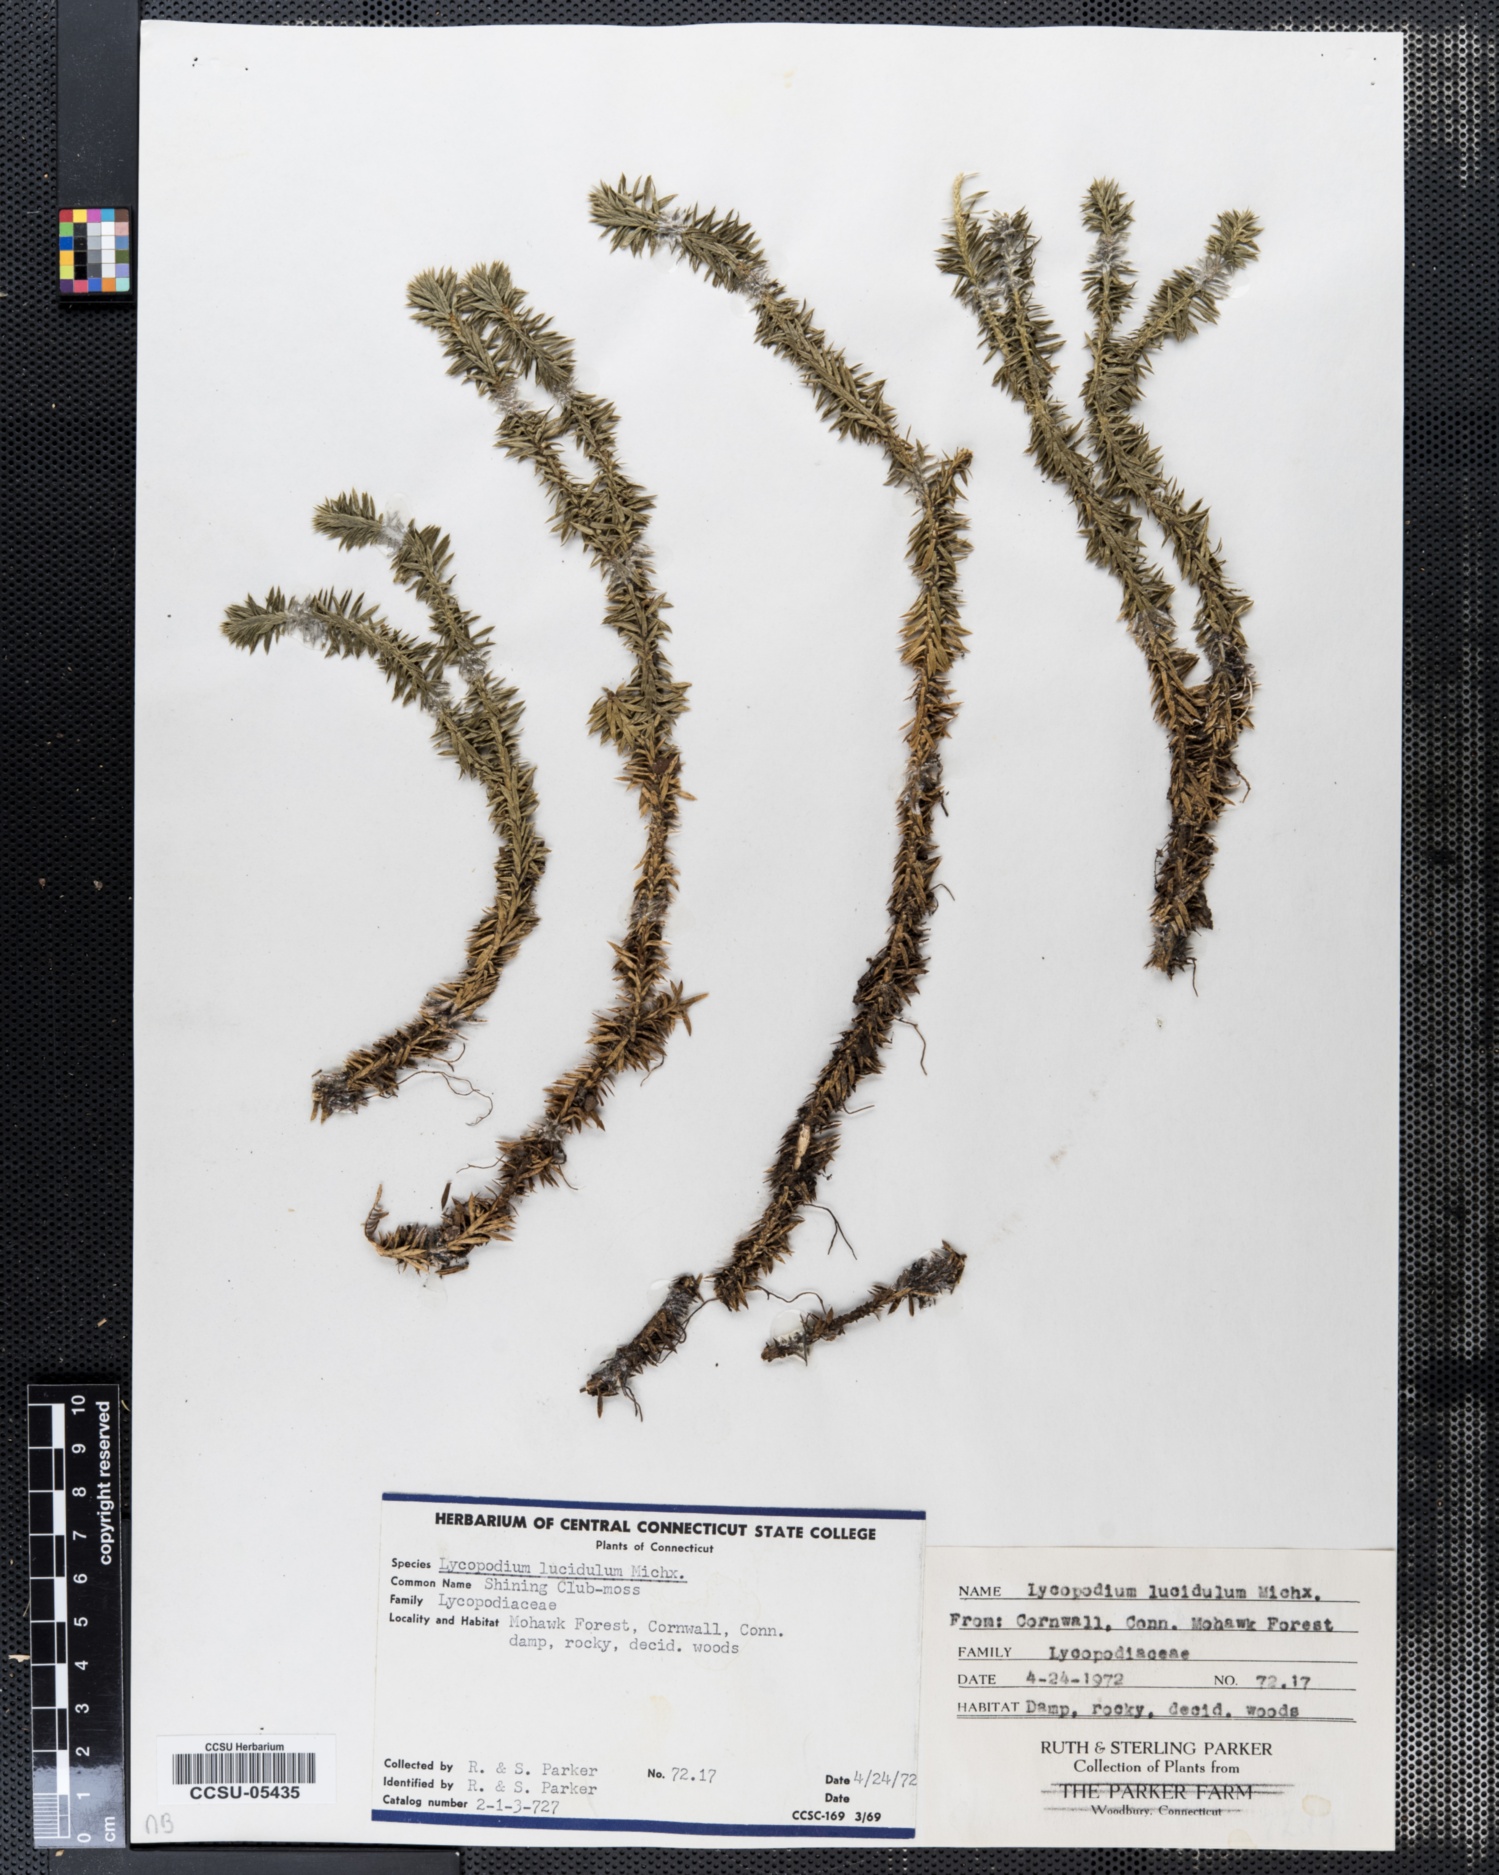 HERBARIUM OF CENTRAL CONNECTICUT STATE COLLEGE
Plants of Connecticut
Species Lycopodium lucidulum Michx.
Common Name Shining Club-moss
Family Lycopodiaceae
Locality and Habitat Mohawk Forest, Cornwall, Conn.
damp, rocky, decid. woods
Collected by R. & S. Parker No. 72.17 Date 4/24/72
Identified by R. & S. Parker Date
Catalog number 2-1-3-727 CCSC-169 3/69
NAME Lycopodium lucidulum Michx.
From: Cornwall, Conn. Mohawk Forest
FAMILY Lycopodiaceae
DATE 4-24-1972 NO. 72.17
HABITAT Damp, rocky, decid. woods
RUTH & STERLING PARKER
Collection of Plants from
THE PARKER FARM
Woodbury, Connecticut
CCSU Herbarium
CCSU-05435
NB
0 1 2 3 4 5 6 7 8 9 10
cm copyright reserved